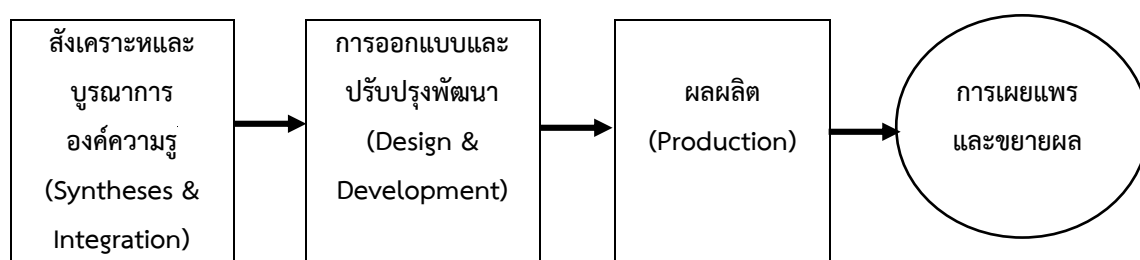 สังเคราะหและ
บูรณาการ
องค์ความรู
(Syntheses &
Integration)
การออกแบบและ
ปรับปรุงพัฒนา
(Design &
Development)
ผลผลิต
(Production)
การเผยแพร
และขยายผล